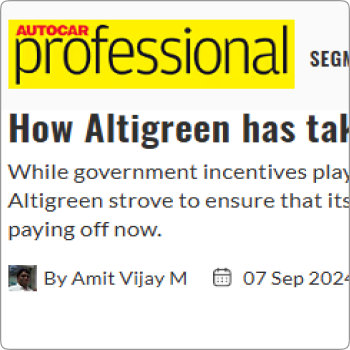 AUTOCAR
professional
SEGM
How Altigreen has tak
While government incentives play
Altigreen strove to ensure that its
paying off now.
By Amit Vijay M 07 Sep 2024